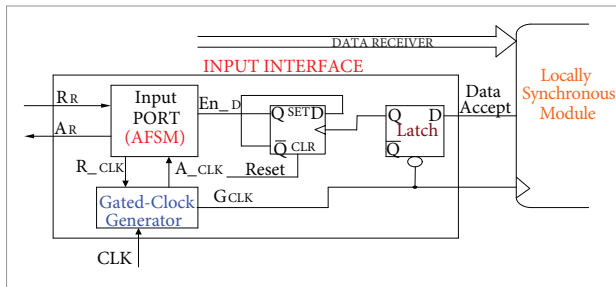 DATA RECEIVER
INPUT INTERFACE
Locally
Synchronous
Module
RR
AR
Input
PORT
(AFSM)
En_D
Q SET D
Q CLR
Q D
Latch
Q
Data
Accept
R_CLK
A_CLK
Reset
Gated-Clock
Generator
GCLK
CLK